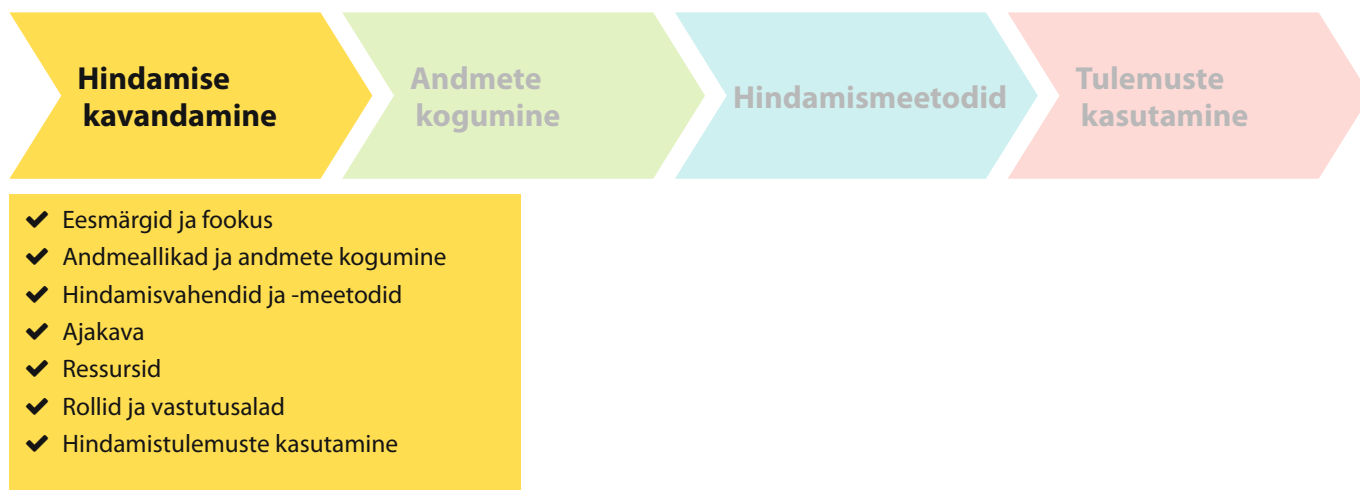 Hindamise
kavandamine
Andmete
kogumine
Hindamismeetodid
Tulemuste
kasutamine
✔ Eesmärgid ja fookus
✔ Andmeallikad ja andmete kogumine
✔ Hindamisvahendid ja -meetodid
✔ Ajakava
✔ Ressursid
✔ Rollid ja vastutusalad
✔ Hindamistulemuste kasutamine